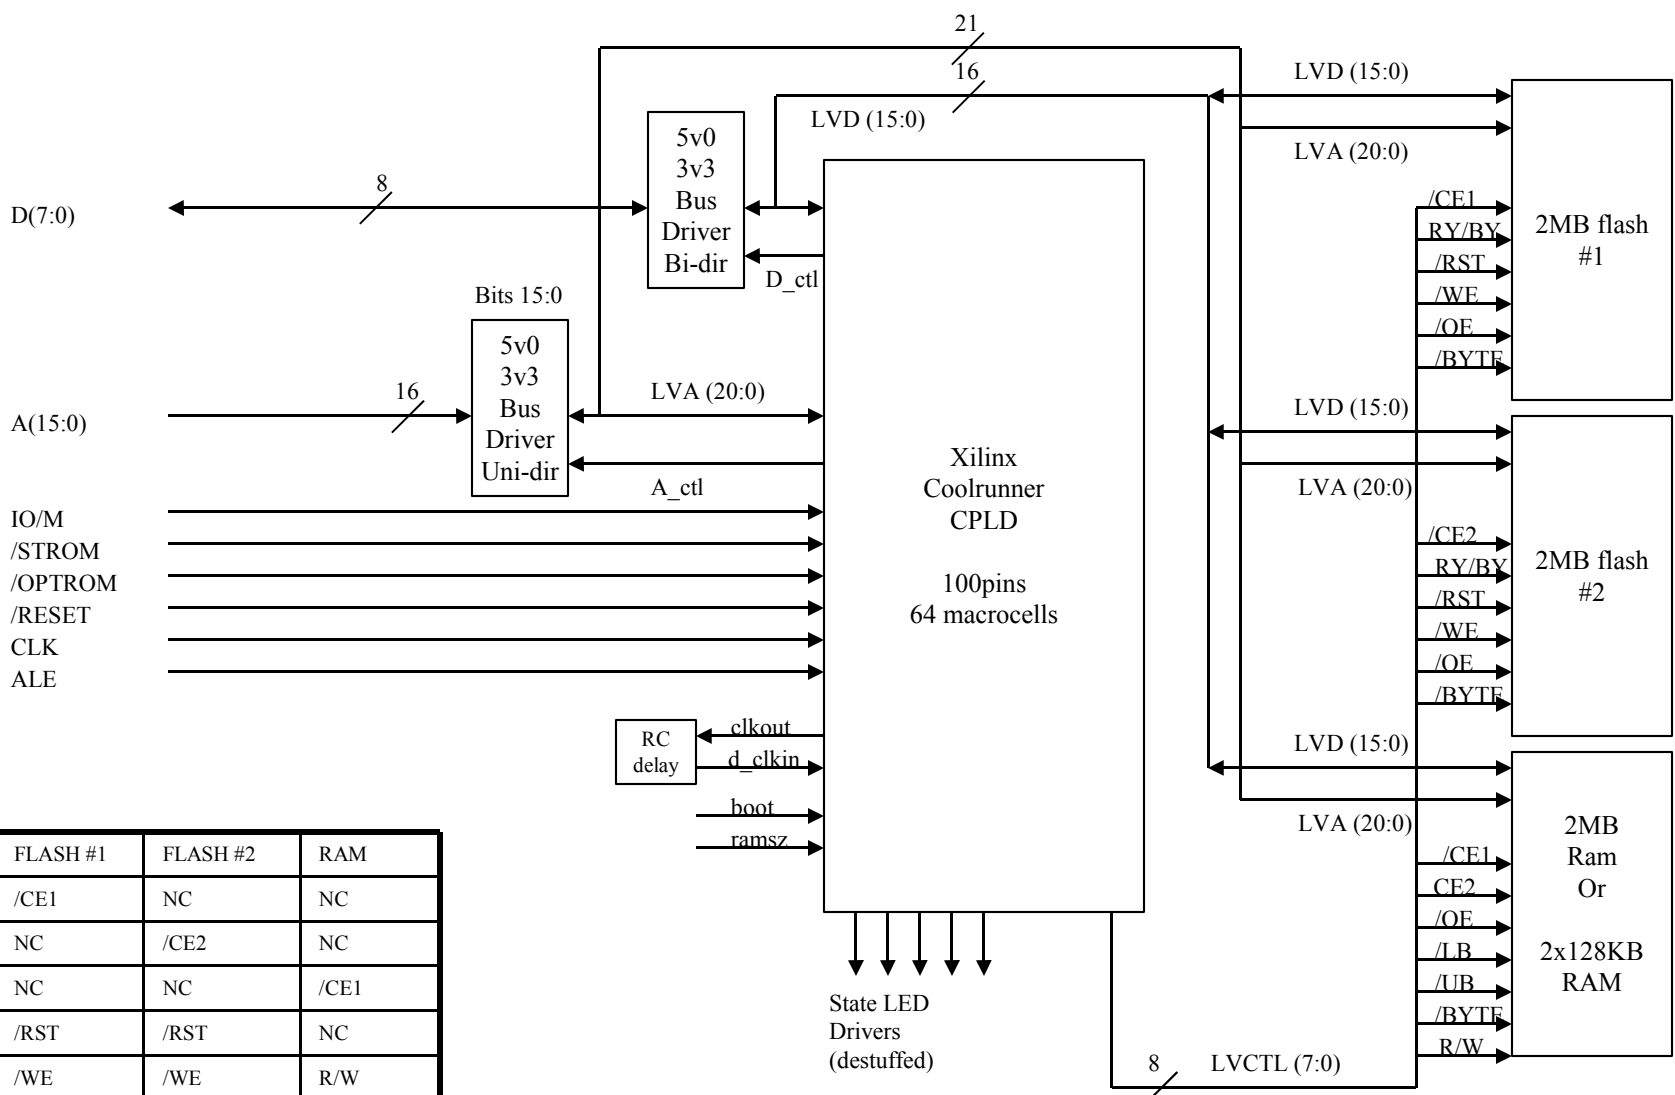 21
16
LVD (15:0)
LVD (15:0)
LVA (20:0)
5v0
3v3
Bus
Driver
Bi-dir
8
D(7:0)
D_ctl
Bits 15:0
5v0
3v3
Bus
Driver
Uni-dir
16
A(15:0)
LVA (20:0)
A_ctl
IO/M
/STROM
/OPTROM
/RESET
CLK
ALE
Xilinx
Coolrunner
CPLD
100pins
64 macrocells
RC
delay
clkout
d_clkin
boot
ramsz
/CE1
RY/BY
/RST
/WE
/OE
/BYTE
2MB flash
#1
LVD (15:0)
LVA (20:0)
/CE2
RY/BY
/RST
/WE
/OE
/BYTE
2MB flash
#2
LVD (15:0)
LVA (20:0)
/CE1
CE2
/OE
/LB
/UB
/BYTE
R/W
2MB
Ram
Or
2x128KB
RAM
State LED
Drivers
(destuffed)
8 LVCTL (7:0)
FLASH #1 FLASH #2 RAM
/CE1 NC NC
NC /CE2 NC
NC NC /CE1
/RST /RST NC
/WE /WE R/W